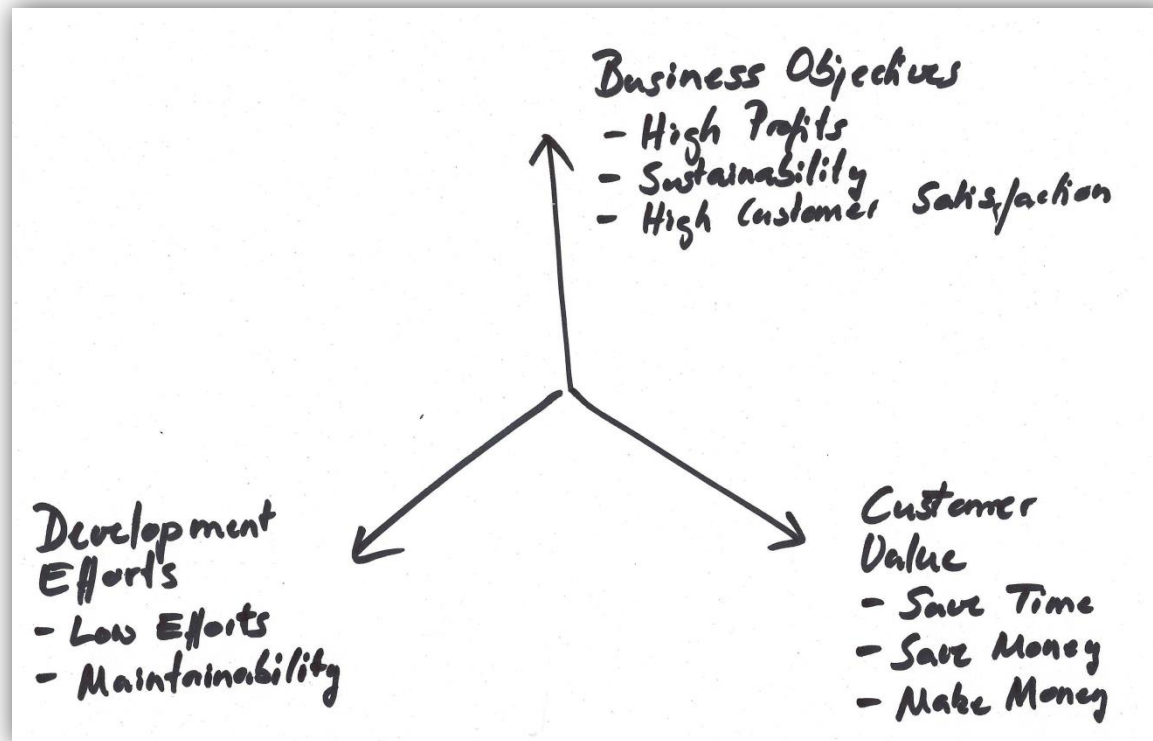 Business Objectives
- High Profits
- Sustainability
- High Customer Satisfaction
Development
Efforts
- Low Efforts
- Maintainability
Customer
Value
- Save Time
- Save Money
- Make Money